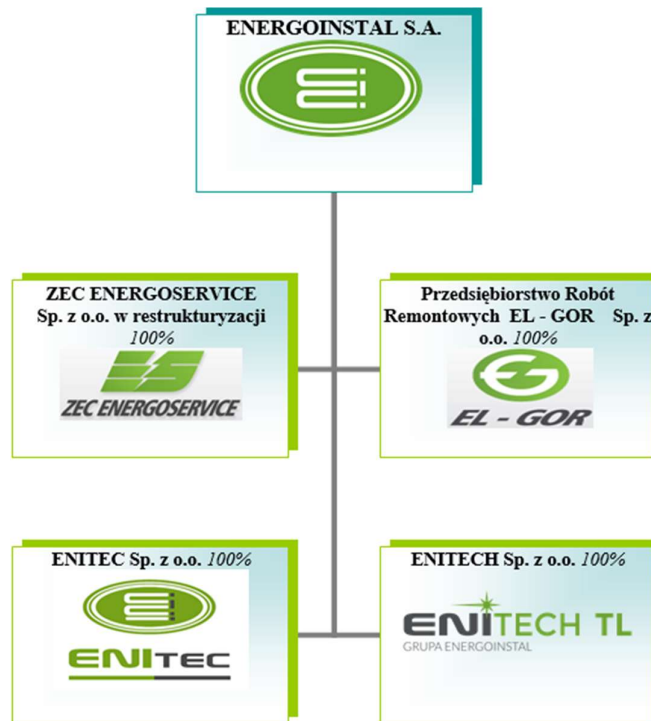 ENERGOINSTAL S.A.
ZEC ENERGOSERVICE
Sp. z o.o. w restrukturyzacji
100%
ZEC ENERGOSERVICE
Przedsiębiorstwo Robót
Remontowych EL - GOR Sp. z
o.o. 100%
EL - GOR
ENITEC Sp. z o.o. 100%
ENITEC
ENITECH Sp. z o.o. 100%
ENITECH TL
GRUPA ENERGOINSTAL